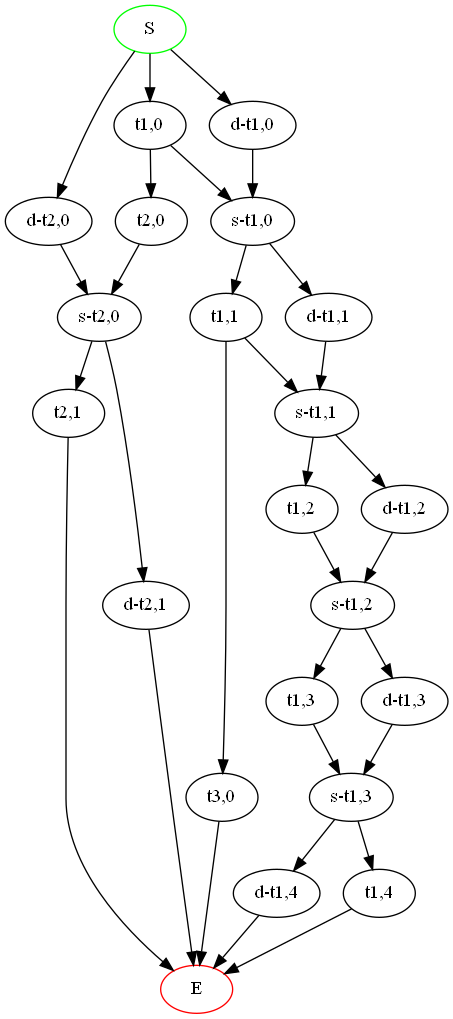 S
t1,0
d-t1,0
d-t2,0
t2,0
s-t1,0
s-t2,0
t1,1
d-t1,1
t2,1
s-t1,1
t1,2
d-t1,2
d-t2,1
s-t1,2
t1,3
d-t1,3
t3,0
s-t1,3
d-t1,4
t1,4
E